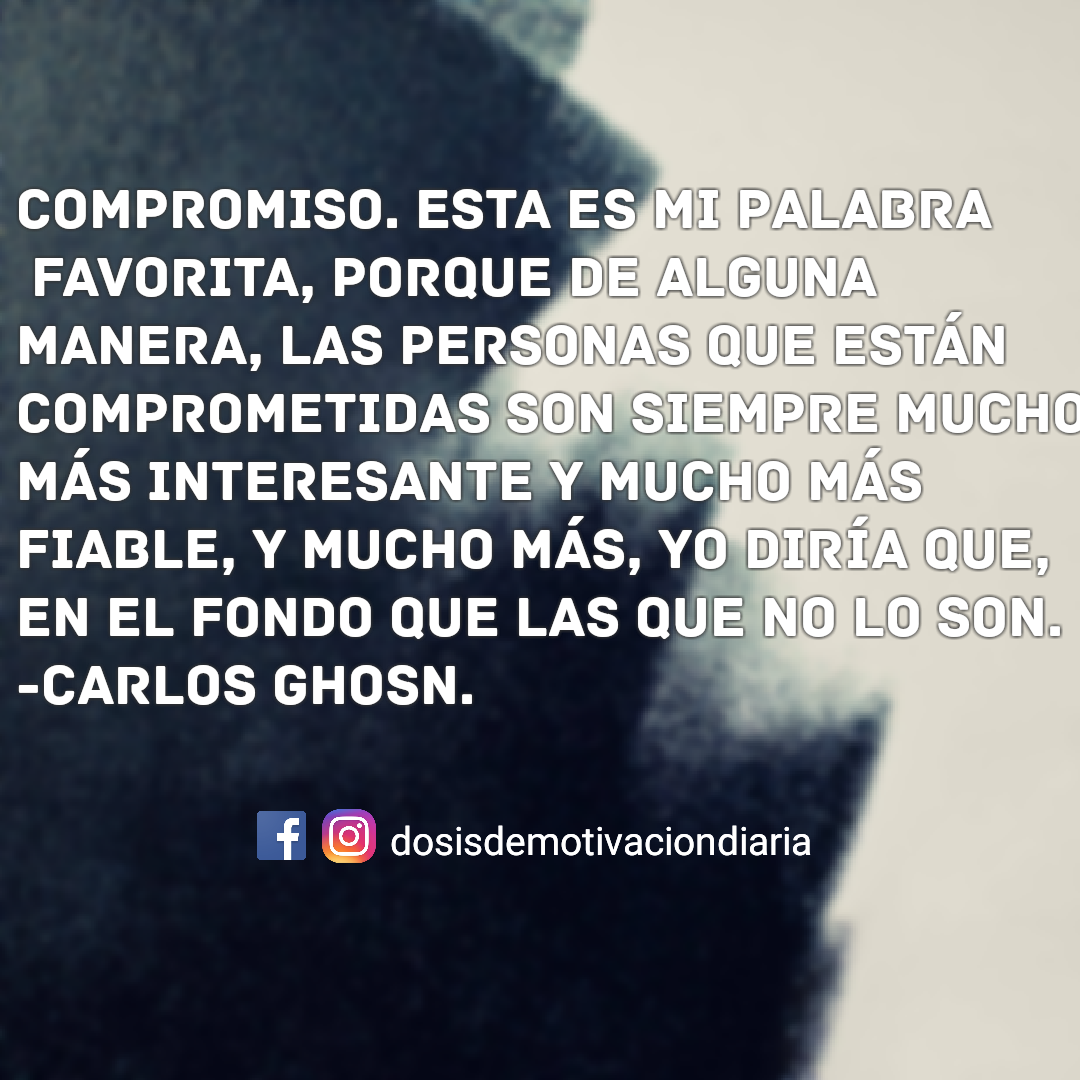 COMPROMISO. ESTA ES MI PALABRA
FAVORITA, PORQUE DE ALGUNA
MANERA, LAS PERSONAS QUE ESTÁN
COMPROMETIDAS SON SIEMPRE MUCHO
MÁS INTERESANTE Y MUCHO MÁS
FIABLE, Y MUCHO MÁS, YO DIRÍA QUE,
EN EL FONDO QUE LAS QUE NO LO SON.
-CARLOS GHOSN.
dosisdemotivaciondiaria